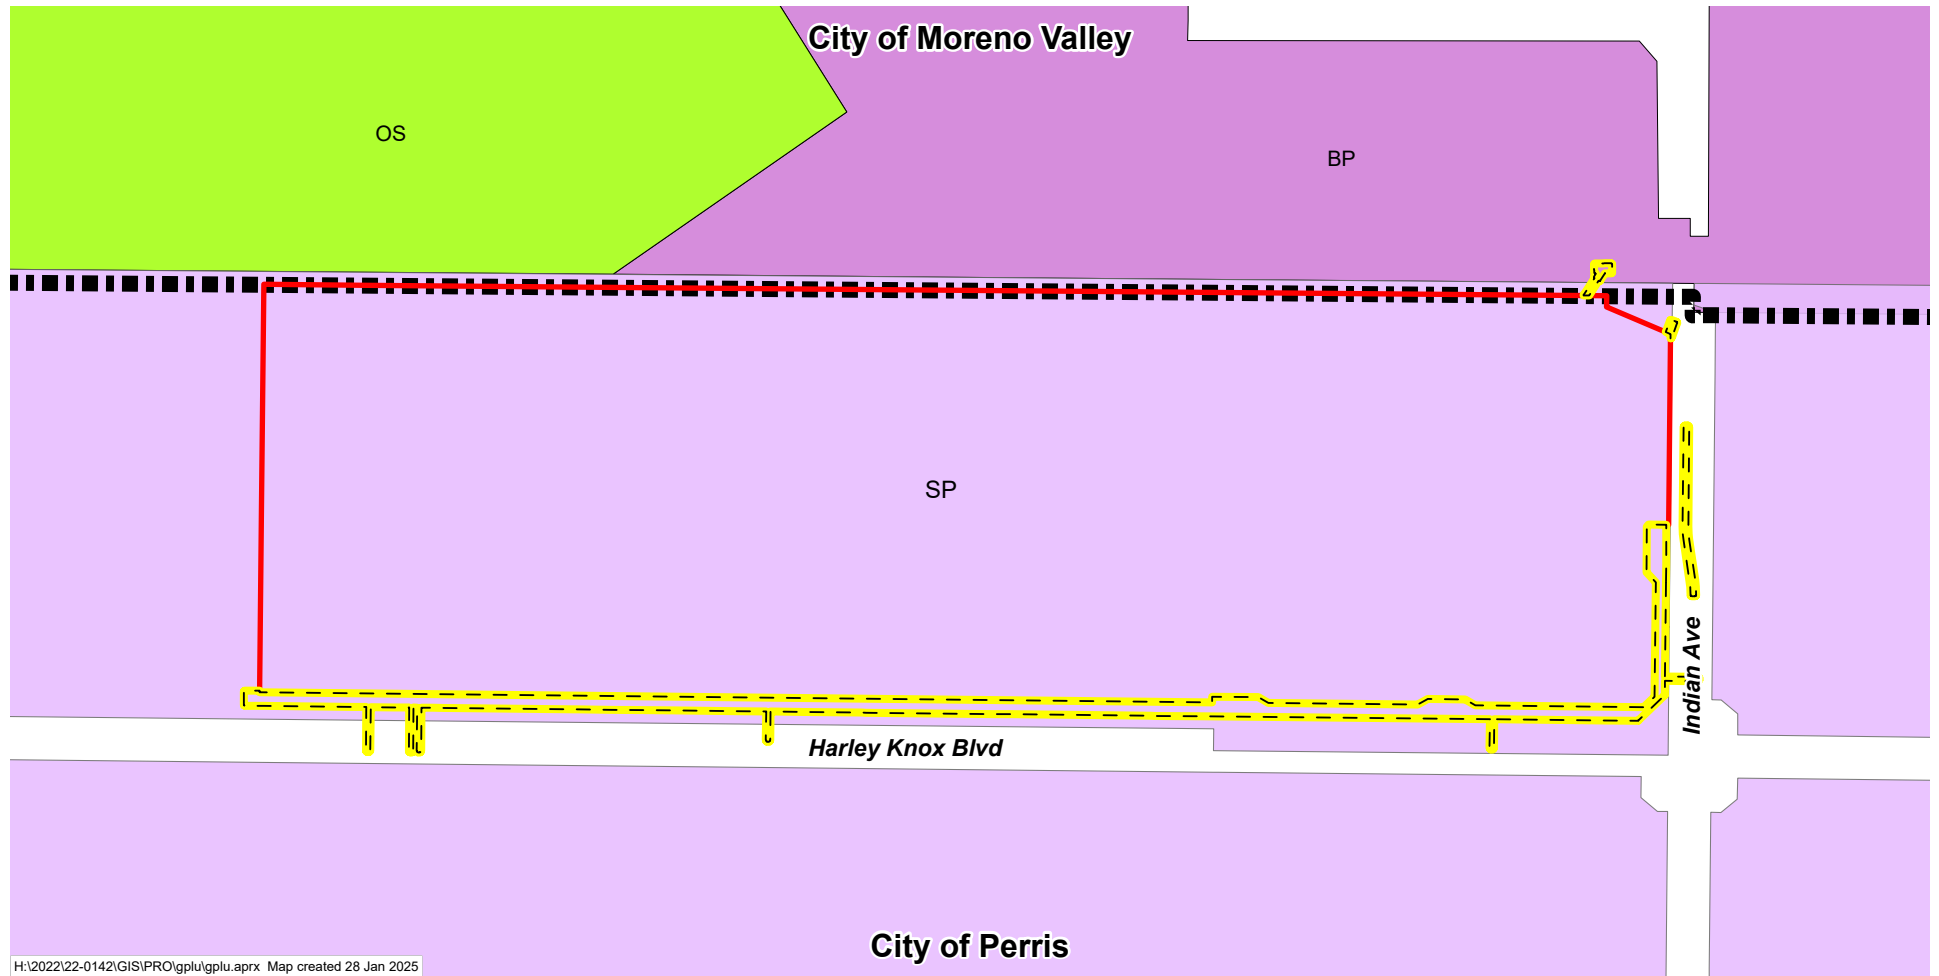 City of Moreno Valley
OS
BP
SP
Indian Ave
Harley Knox Blvd
City of Perris
H:\2022\22-0142\GIS\PRO\gplu\gplu.aprx Map created 28 Jan 2025